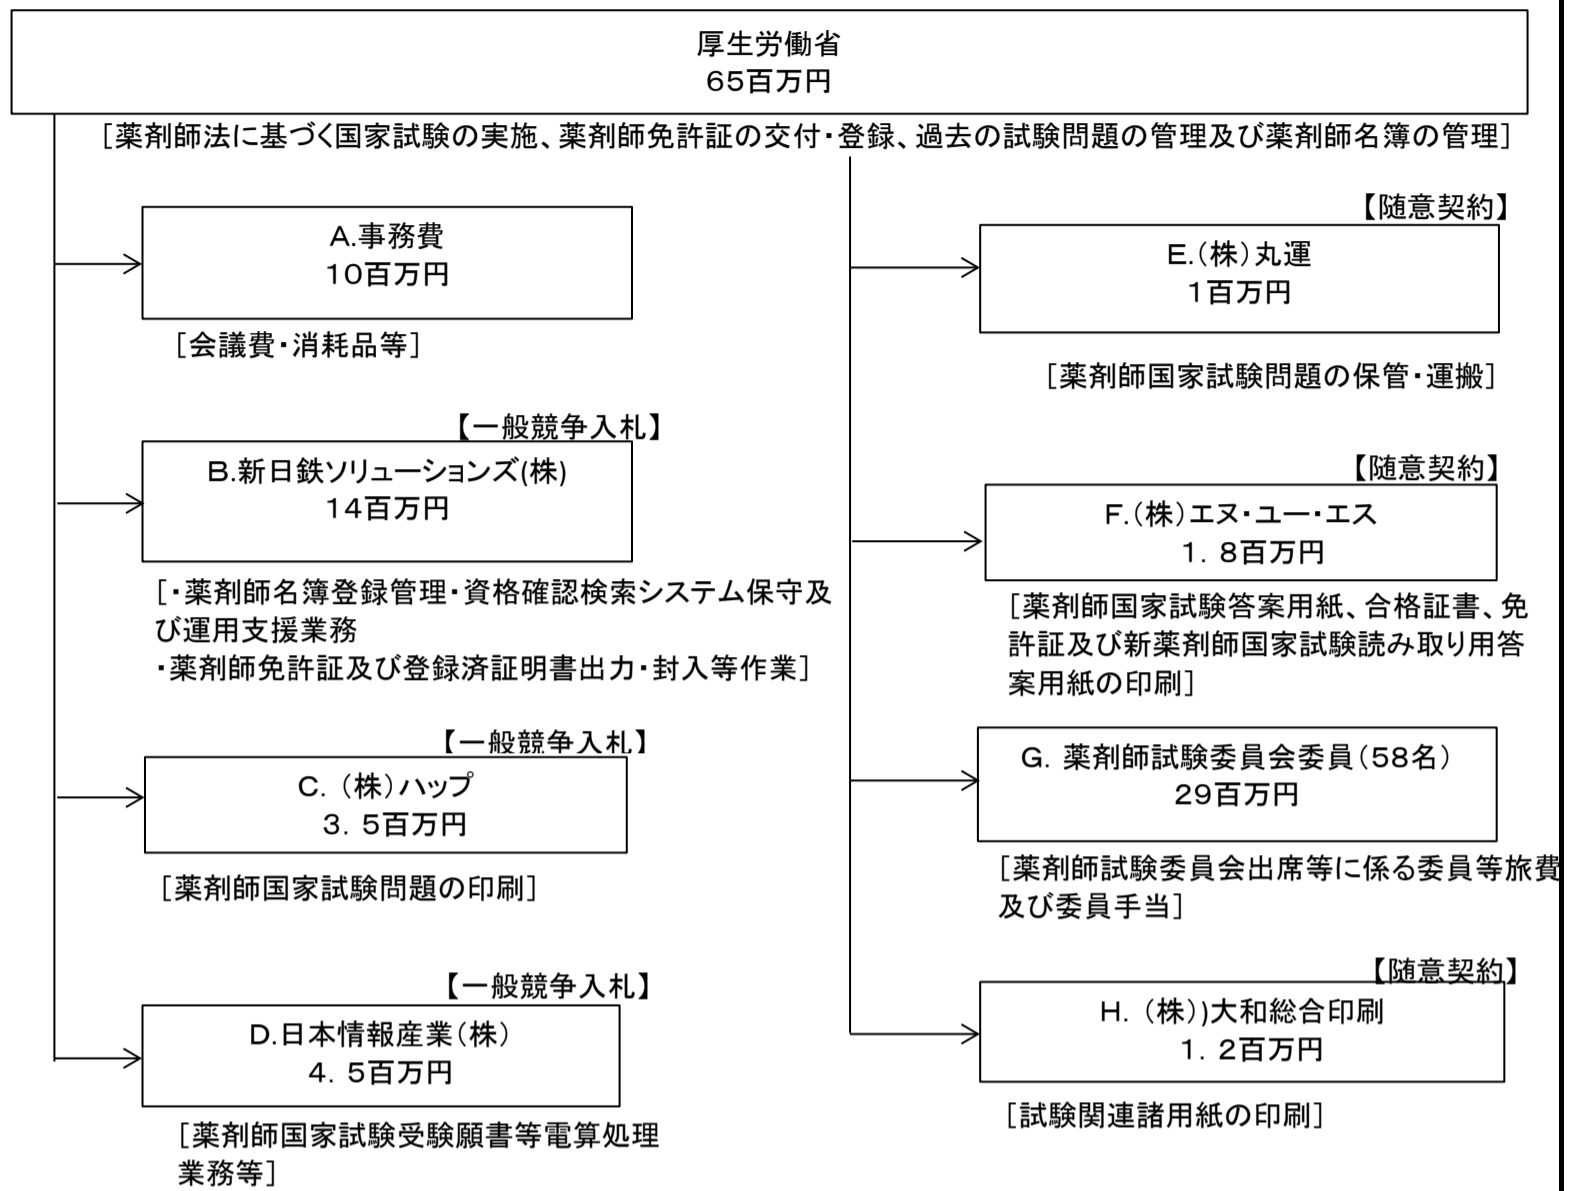 厚生労働省
65百万円
[薬剤師法に基づく国家試験の実施、薬剤師免許証の交付・登録、過去の試験問題の管理及び薬剤師名簿の管理]
A.事務費
10百万円
[会議費・消耗品等]
【一般競争入札】
B.新日鉄ソリューションズ(株)
14百万円
[・薬剤師名簿登録管理・資格確認検索システム保守及
び運用支援業務
・薬剤師免許証及び登録済証明書出力・封入等作業]
【一般競争入札】
C.（株）ハップ
3．5百万円
[薬剤師国家試験問題の印刷]
【一般競争入札】
D.日本情報産業（株）
4．5百万円
[薬剤師国家試験受験願書等電算処理
業務等]
【随意契約】
E.（株）丸運
1百万円
[薬剤師国家試験問題の保管・運搬]
【随意契約】
F.（株）エヌ・ユー・エス
1．8百万円
[薬剤師国家試験答案用紙、合格証書、免
許証及び新薬剤師国家試験読み取り用答
案用紙の印刷]
G．薬剤師試験委員会委員（58名）
29百万円
[薬剤師試験委員会出席等に係る委員等旅費
及び委員手当]
【随意契約】
H．（株）)大和総合印刷
1．2百万円
[試験関連諸用紙の印刷]